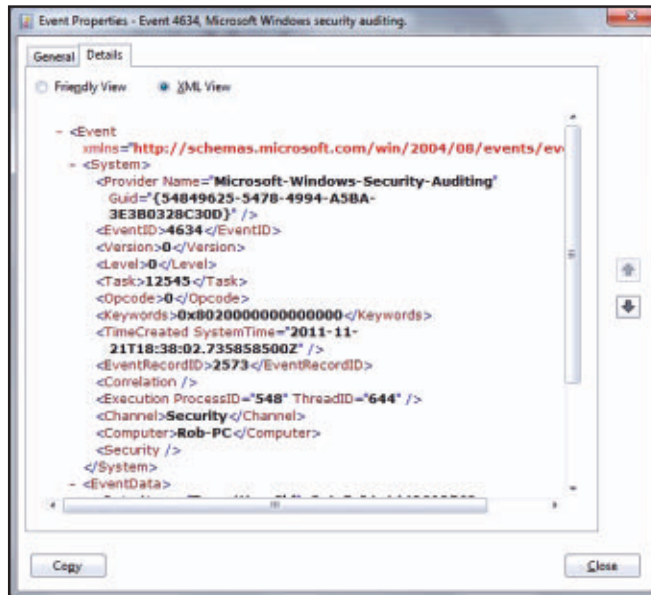 Event Properties - Event 4634, Microsoft Windows security auditing.
General Details
Friendly View XML View
- <Event
xmlns="http://schemas.microsoft.com/win/2004/08/events/eve
- <System>
<Provider Name="Microsoft-Windows-Security-Auditing"
Guid="{54849625-5478-4994-A5BA-
3E3B0328C30D}" />
<EventID>4634</EventID>
<Version>0</Version>
<Level>0</Level>
<Task>12545</Task>
<Opcode>0</Opcode>
<Keywords>0x8020000000000000</Keywords>
<TimeCreated SystemTime="2011-11-
21T18:38:02.735858500Z" />
<EventRecordID>2573</EventRecordID>
<Correlation />
<Execution ProcessID="548" ThreadID="644" />
<Channel>Security</Channel>
<Computer>Rob-PC</Computer>
<Security />
</System>
- <EventData>
Copy Close